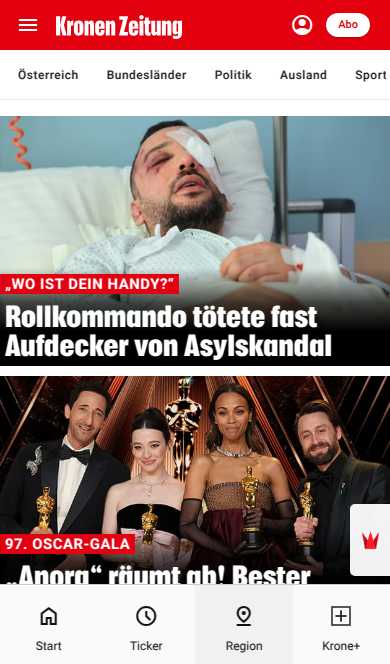 Kronen Zeitung
Abo
Österreich Bundesländer Politik Ausland Sport
„WO IST DEIN HANDY?“
Rollkommando tötete fast
Aufdecker von Asylskandal
97. OSCAR-GALA
„Anora“ räumt ab! Bester
Start Ticker Region Krone+